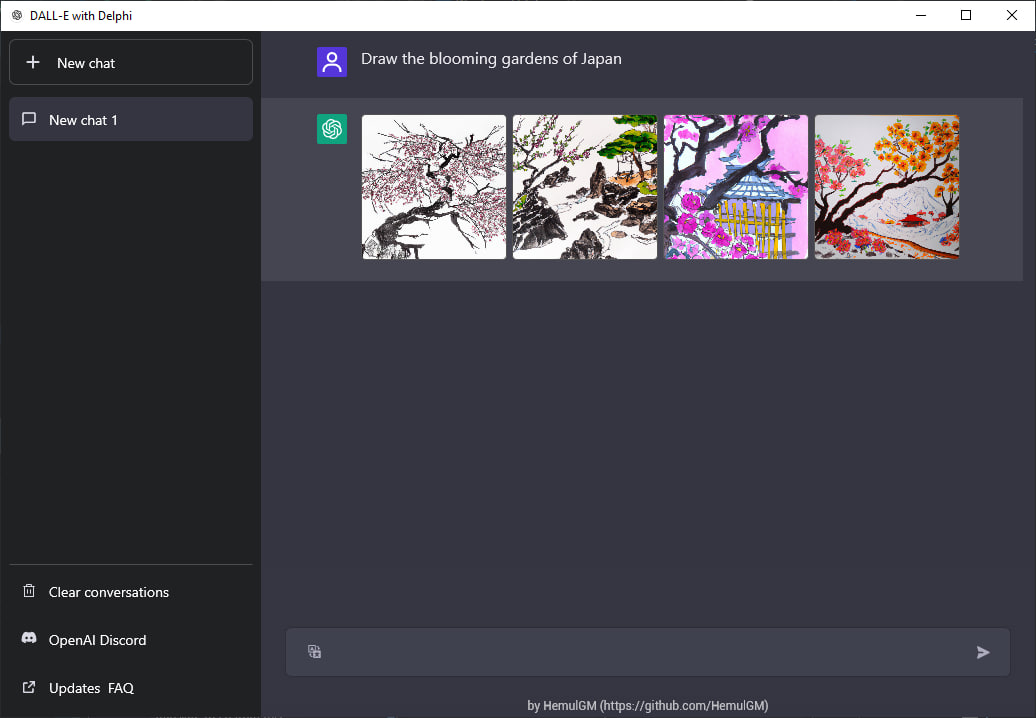 DALL-E with Delphi
New chat
New chat 1
Clear conversations
OpenAI Discord
Updates FAQ
Draw the blooming gardens of Japan
by HemulGM (https://github.com/HemulGM)